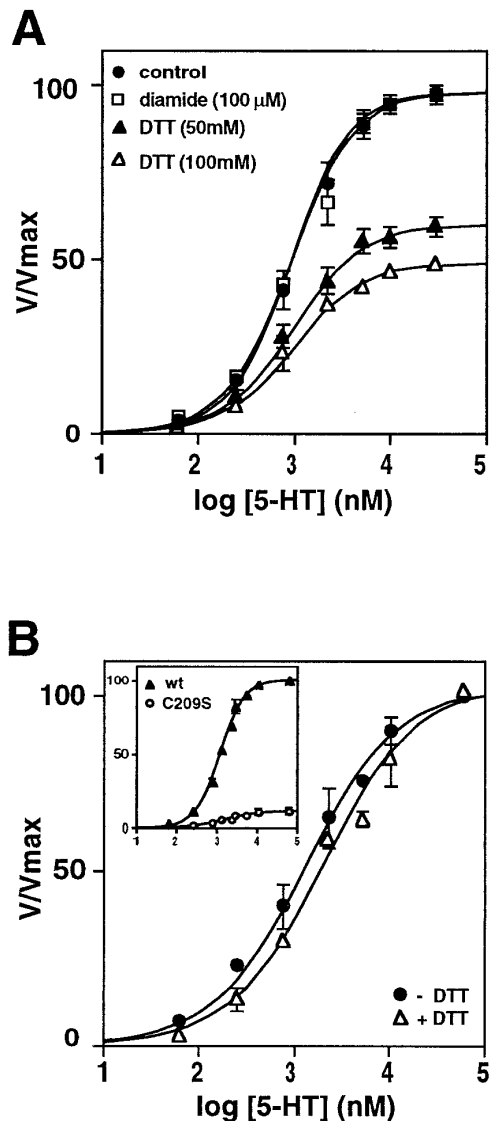 A
control
diamide (100 µM)
DTT (50mM)
DTT (100mM)
100
50
0
V/Vmax
1 2 3 4 5
log [5-HT] (nM)
B
wt
C209S
100
50
0
1 2 3 4 5
100
50
0
V/Vmax
- DTT
+ DTT
1 2 3 4 5
log [5-HT] (nM)